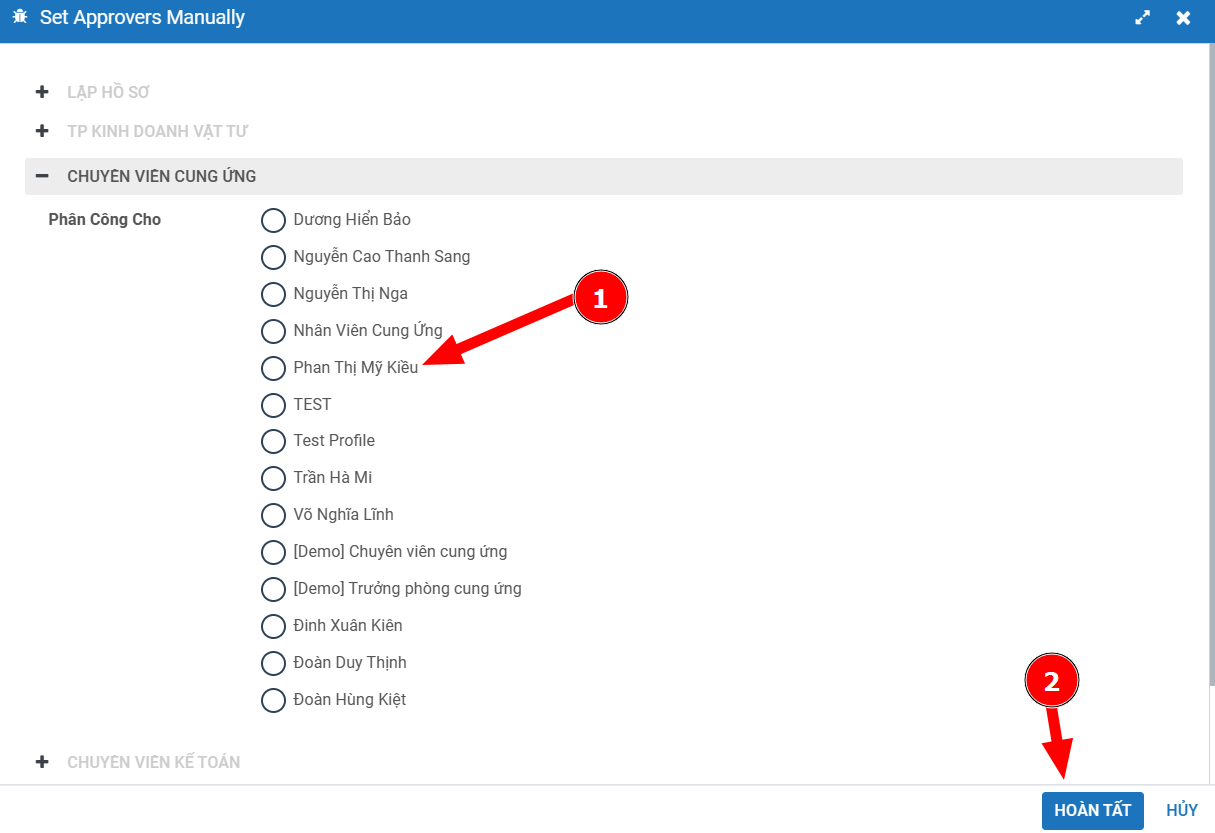 Set Approvers Manually
LẬP HỒ SƠ
TP KINH DOANH VẬT TƯ
CHUYÊN VIÊN CUNG ỨNG
Phân Công Cho
Dương Hiển Bảo
Nguyễn Cao Thanh Sang
Nguyễn Thị Nga
1
Nhân Viên Cung Ứng
Phan Thị Mỹ Kiều
TEST
Test Profile
Trần Hà Mi
Võ Nghĩa Lĩnh
[Demo] Chuyên viên cung ứng
[Demo] Trưởng phòng cung ứng
Đinh Xuân Kiên
Đoàn Duy Thịnh
2
Đoàn Hùng Kiệt
CHUYÊN VIÊN KẾ TOÁN
HOÀN TẤT HỦY